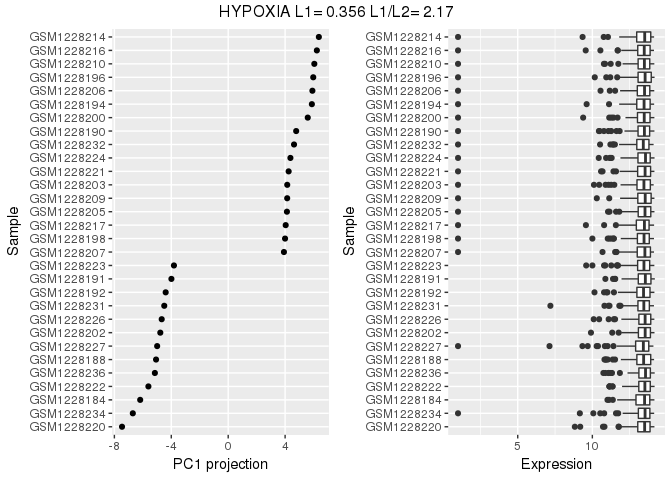 HYPOXIA L1= 0.356 L1/L2= 2.17
Sample
GSM1228214
GSM1228216
GSM1228210
GSM1228196
GSM1228206
GSM1228194
GSM1228200
GSM1228190
GSM1228232
GSM1228224
GSM1228221
GSM1228203
GSM1228209
GSM1228205
GSM1228217
GSM1228198
GSM1228207
GSM1228223
GSM1228191
GSM1228192
GSM1228231
GSM1228226
GSM1228202
GSM1228227
GSM1228188
GSM1228236
GSM1228222
GSM1228184
GSM1228234
GSM1228220
-8 -4 0 4
PC1 projection
Sample
GSM1228214
GSM1228216
GSM1228210
GSM1228196
GSM1228206
GSM1228194
GSM1228200
GSM1228190
GSM1228232
GSM1228224
GSM1228221
GSM1228203
GSM1228209
GSM1228205
GSM1228217
GSM1228198
GSM1228207
GSM1228223
GSM1228191
GSM1228192
GSM1228231
GSM1228226
GSM1228202
GSM1228227
GSM1228188
GSM1228236
GSM1228222
GSM1228184
GSM1228234
GSM1228220
5 10
Expression